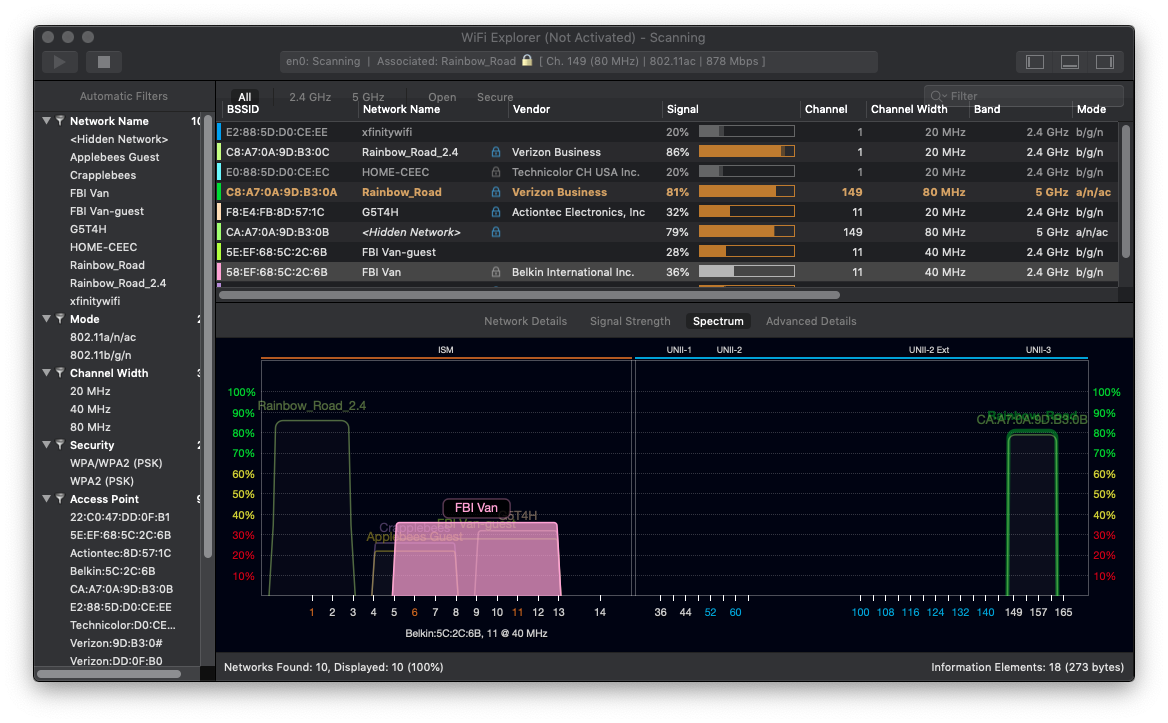 WiFi Explorer (Not Activated) - Scanning
en0: Scanning | Associated: Rainbow_Road 🔒 [ Ch. 149 (80 MHz) | 802.11ac | 878 Mbps ]
Automatic Filters
Network Name 10
<Hidden Network>
Applebees Guest
Crapplebees
FBI Van
FBI Van-guest
G5T4H
HOME-CEEC
Rainbow_Road
Rainbow_Road_2.4
xfinitywifi
Mode 2
802.11a/n/ac
802.11b/g/n
Channel Width 3
20 MHz
40 MHz
80 MHz
Security 2
WPA/WPA2 (PSK)
WPA2 (PSK)
Access Point 9
22:C0:47:DD:0F:B1
5E:EF:68:5C:2C:6B
Actiontec:8D:57:1C
Belkin:5C:2C:6B
CA:A7:0A:9D:B3:0B
E2:88:5D:D0:CE:EE
Technicolor:D0:CE...
Verizon:9D:B3:0#
Verizon:DD:0F:B0
All 2.4 GHz 5 GHz Open Secure Filter
BSSID Network Name Vendor Signal Channel Channel Width Band Mode
E2:88:5D:D0:CE:EE xfinitywifi 20% 1 20 MHz 2.4 GHz b/g/n
C8:A7:0A:9D:B3:0C Rainbow_Road_2.4 Verizon Business 86% 1 20 MHz 2.4 GHz b/g/n
E0:88:5D:D0:CE:EC HOME-CEEC Technicolor CH USA Inc. 20% 1 20 MHz 2.4 GHz b/g/n
C8:A7:0A:9D:B3:0A Rainbow_Road Verizon Business 81% 149 80 MHz 5 GHz a/n/ac
F8:E4:FB:8D:57:1C G5T4H Actiontec Electronics, Inc 32% 11 20 MHz 2.4 GHz b/g/n
CA:A7:0A:9D:B3:0B <Hidden Network> 79% 149 80 MHz 5 GHz a/n/ac
5E:EF:68:5C:2C:6B FBI Van-guest 28% 11 40 MHz 2.4 GHz b/g/n
58:EF:68:5C:2C:6B FBI Van Belkin International Inc. 36% 11 40 MHz 2.4 GHz b/g/n
Network Details Signal Strength Spectrum Advanced Details
ISM UNII-1 UNII-2 UNII-2 Ext UNII-3
100% 100%
90% Rainbow_Road_2.4 Rainbow_Road 90%
CA:A7:0A:9D:B3:0B
80% 80%
70% 70%
60% 60%
50% 50%
FBI Van
40% G5T4H 40%
Crapplebees FBI Van-guest
30% Applebees Guest 30%
20% 20%
10% 10%
1 2 3 4 5 6 7 8 9 10 11 12 13 14 36 44 52 60 100 108 116 124 132 140 149 157 165
Belkin:5C:2C:6B, 11 @ 40 MHz
Networks Found: 10, Displayed: 10 (100%) Information Elements: 18 (273 bytes)